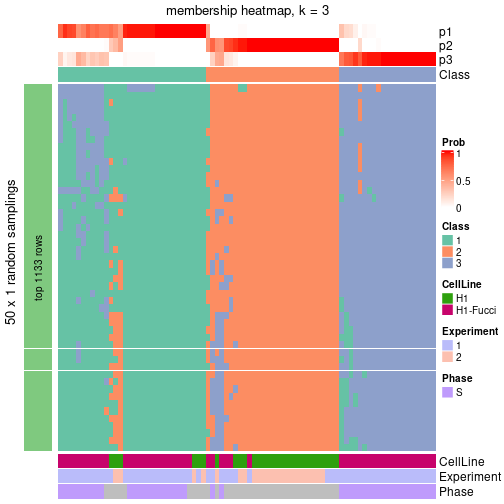 membership heatmap, k = 3
p1
p2
p3
Class
50 x 1 random samplings
top 1133 rows
Prob
1
0.5
0
Class
1
2
3
CellLine
H1
H1-Fucci
Experiment
1
2
Phase
S
CellLine
Experiment
Phase